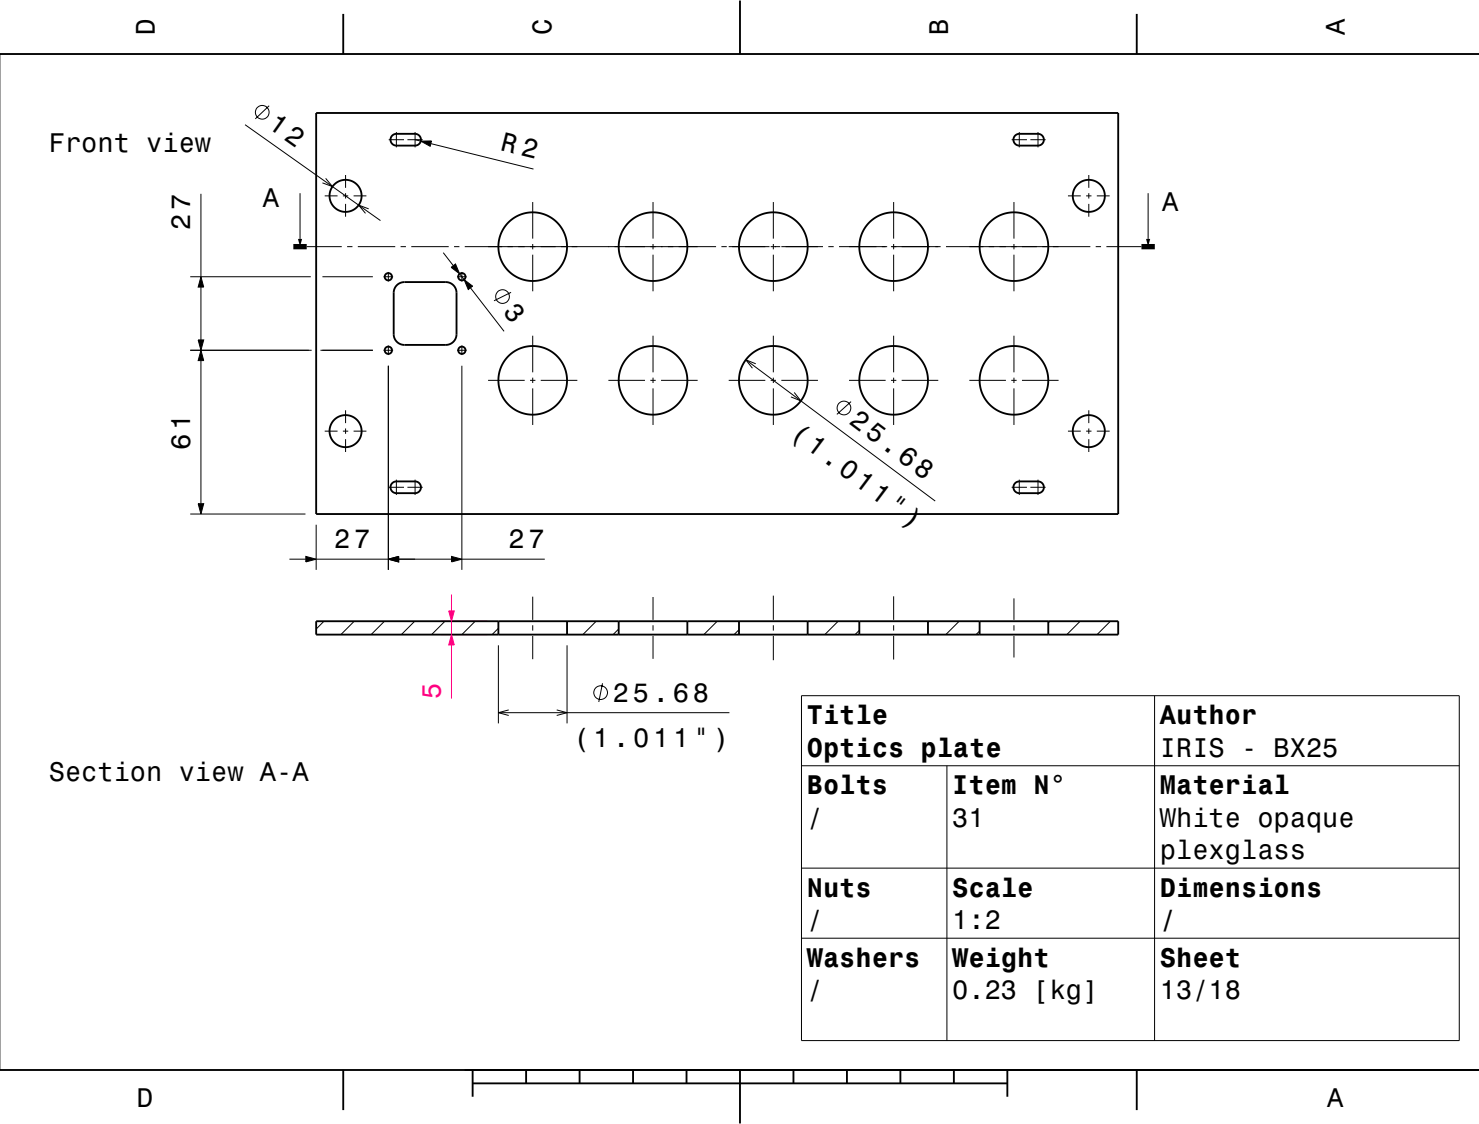 D C B A
Front view
⌀12
R2
A
A
27
⌀3
61
⌀25.68
(1.011")
27
27
5
⌀25.68
(1.011")
Section view A-A
Title
Optics plate
Author
IRIS - BX25
Bolts
/
Item N°
31
Material
White opaque
plexglass
Nuts
/
Scale
1:2
Dimensions
/
Washers
/
Weight
0.23 [kg]
Sheet
13/18
D A